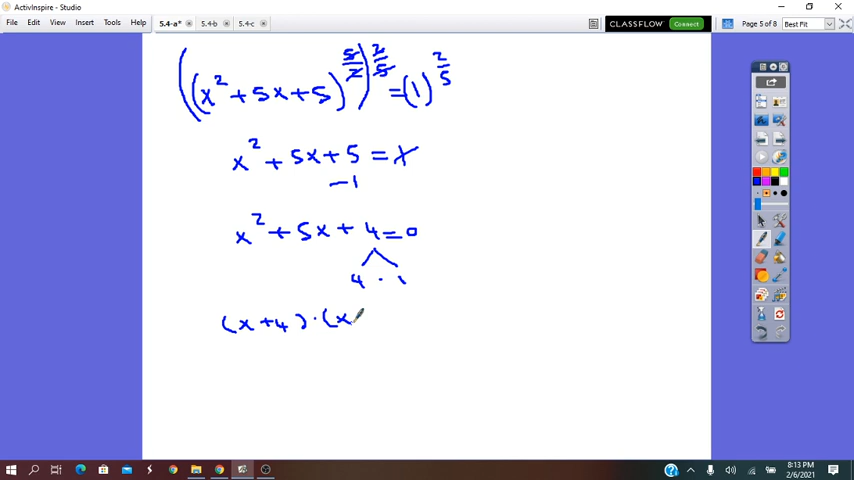 ActivInspire - Studio
File Edit View Insert Tools Help
5.4-a* 5.4-b 5.4-c
CLASSFLOW Connect Page 5 of 8 Best Fit
((x² + 5x + 5)^(5/2))^(2/5) = (1)^(2/5)
x² + 5x + 5 = 1
-1
x² + 5x + 4 = 0
4 · 1
(x + 4) · (x
8:13 PM
2/6/2021